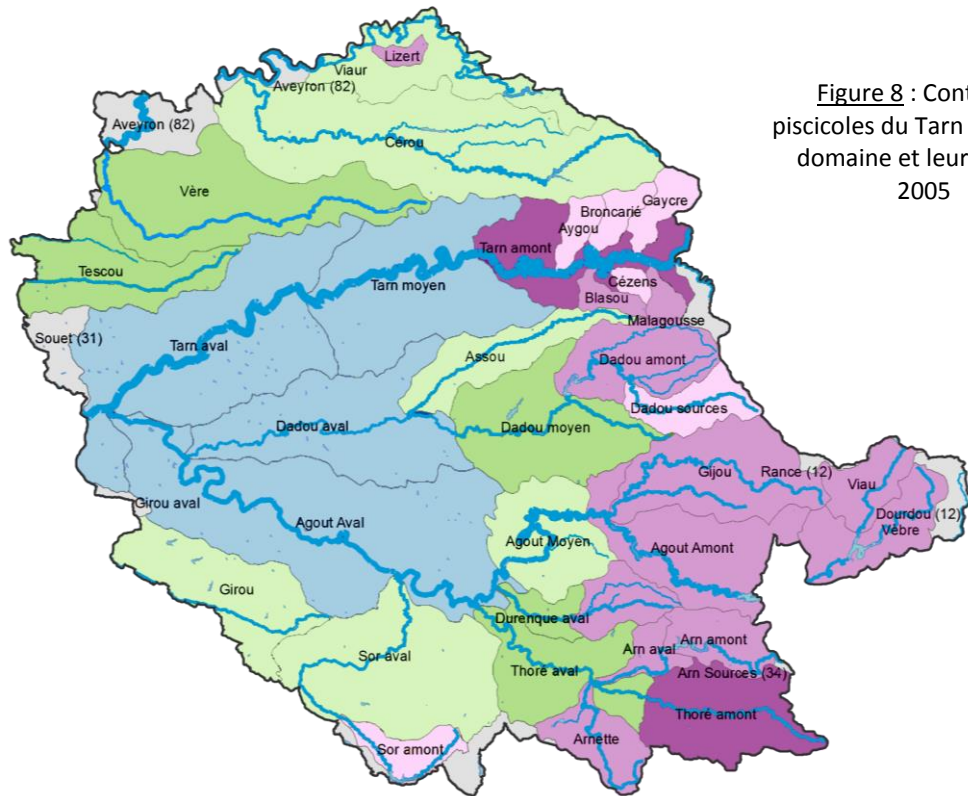 Figure 8 : Cont
piscicoles du Tarn
domaine et leur
2005
Lizert
Viaur
Aveyron (82)
Aveyron (82)
Cérou
Vère
Gaycre
Broncarié
Aygou
Tarn amont
Tescou
Cézens
Tarn moyen
Blasou
Malagousse
Souet (31)
Tarn aval
Assou
Dadou amont
Dadou sources
Dadou aval
Dadou moyen
Gijou
Rance (12)
Viau
Girou aval
Dourdou (12)
Vèbre
Agout Aval
Agout Moyen
Agout Amont
Girou
Durenque aval
Sor aval
Thoré aval
Arn aval
Arn amont
Arn Sources (34)
Thoré amont
Arnette
Sor amont